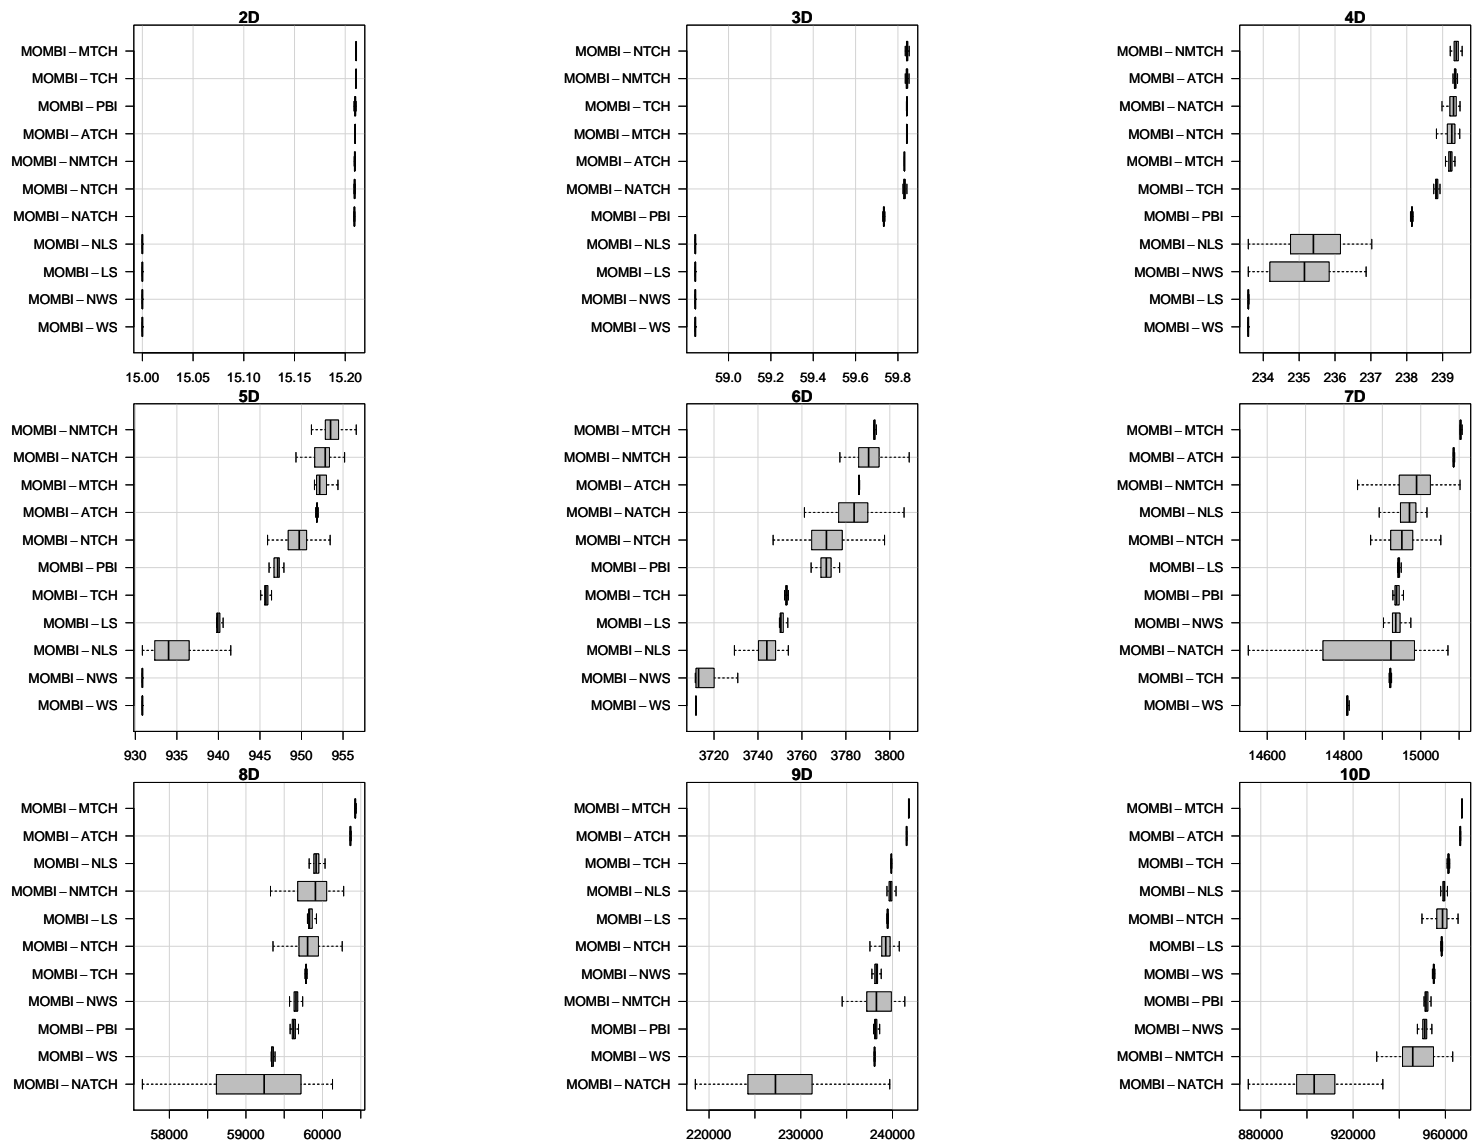 2D
MOMBI−MTCH
MOMBI−TCH
MOMBI−PBI
MOMBI−ATCH
MOMBI−NMTCH
MOMBI−NTCH
MOMBI−NATCH
MOMBI−NLS
MOMBI−LS
MOMBI−NWS
MOMBI−WS
15.00 15.05 15.10 15.15 15.20
3D
MOMBI−NTCH
MOMBI−NMTCH
MOMBI−TCH
MOMBI−MTCH
MOMBI−ATCH
MOMBI−NATCH
MOMBI−PBI
MOMBI−NLS
MOMBI−LS
MOMBI−NWS
MOMBI−WS
59.0 59.2 59.4 59.6 59.8
4D
MOMBI−NMTCH
MOMBI−ATCH
MOMBI−NATCH
MOMBI−NTCH
MOMBI−MTCH
MOMBI−TCH
MOMBI−PBI
MOMBI−NLS
MOMBI−NWS
MOMBI−LS
MOMBI−WS
234 235 236 237 238 239
5D
MOMBI−NMTCH
MOMBI−NATCH
MOMBI−MTCH
MOMBI−ATCH
MOMBI−NTCH
MOMBI−PBI
MOMBI−TCH
MOMBI−LS
MOMBI−NLS
MOMBI−NWS
MOMBI−WS
930 935 940 945 950 955
6D
MOMBI−MTCH
MOMBI−NMTCH
MOMBI−ATCH
MOMBI−NATCH
MOMBI−NTCH
MOMBI−PBI
MOMBI−TCH
MOMBI−LS
MOMBI−NLS
MOMBI−NWS
MOMBI−WS
3720 3740 3760 3780 3800
7D
MOMBI−MTCH
MOMBI−ATCH
MOMBI−NMTCH
MOMBI−NLS
MOMBI−NTCH
MOMBI−LS
MOMBI−PBI
MOMBI−NWS
MOMBI−NATCH
MOMBI−TCH
MOMBI−WS
14600 14800 15000
8D
MOMBI−MTCH
MOMBI−ATCH
MOMBI−NLS
MOMBI−NMTCH
MOMBI−LS
MOMBI−NTCH
MOMBI−TCH
MOMBI−NWS
MOMBI−PBI
MOMBI−WS
MOMBI−NATCH
58000 59000 60000
9D
MOMBI−MTCH
MOMBI−ATCH
MOMBI−TCH
MOMBI−NLS
MOMBI−LS
MOMBI−NTCH
MOMBI−NWS
MOMBI−NMTCH
MOMBI−PBI
MOMBI−WS
MOMBI−NATCH
220000 230000 240000
10D
MOMBI−MTCH
MOMBI−ATCH
MOMBI−TCH
MOMBI−NLS
MOMBI−NTCH
MOMBI−LS
MOMBI−WS
MOMBI−PBI
MOMBI−NWS
MOMBI−NMTCH
MOMBI−NATCH
880000 920000 960000